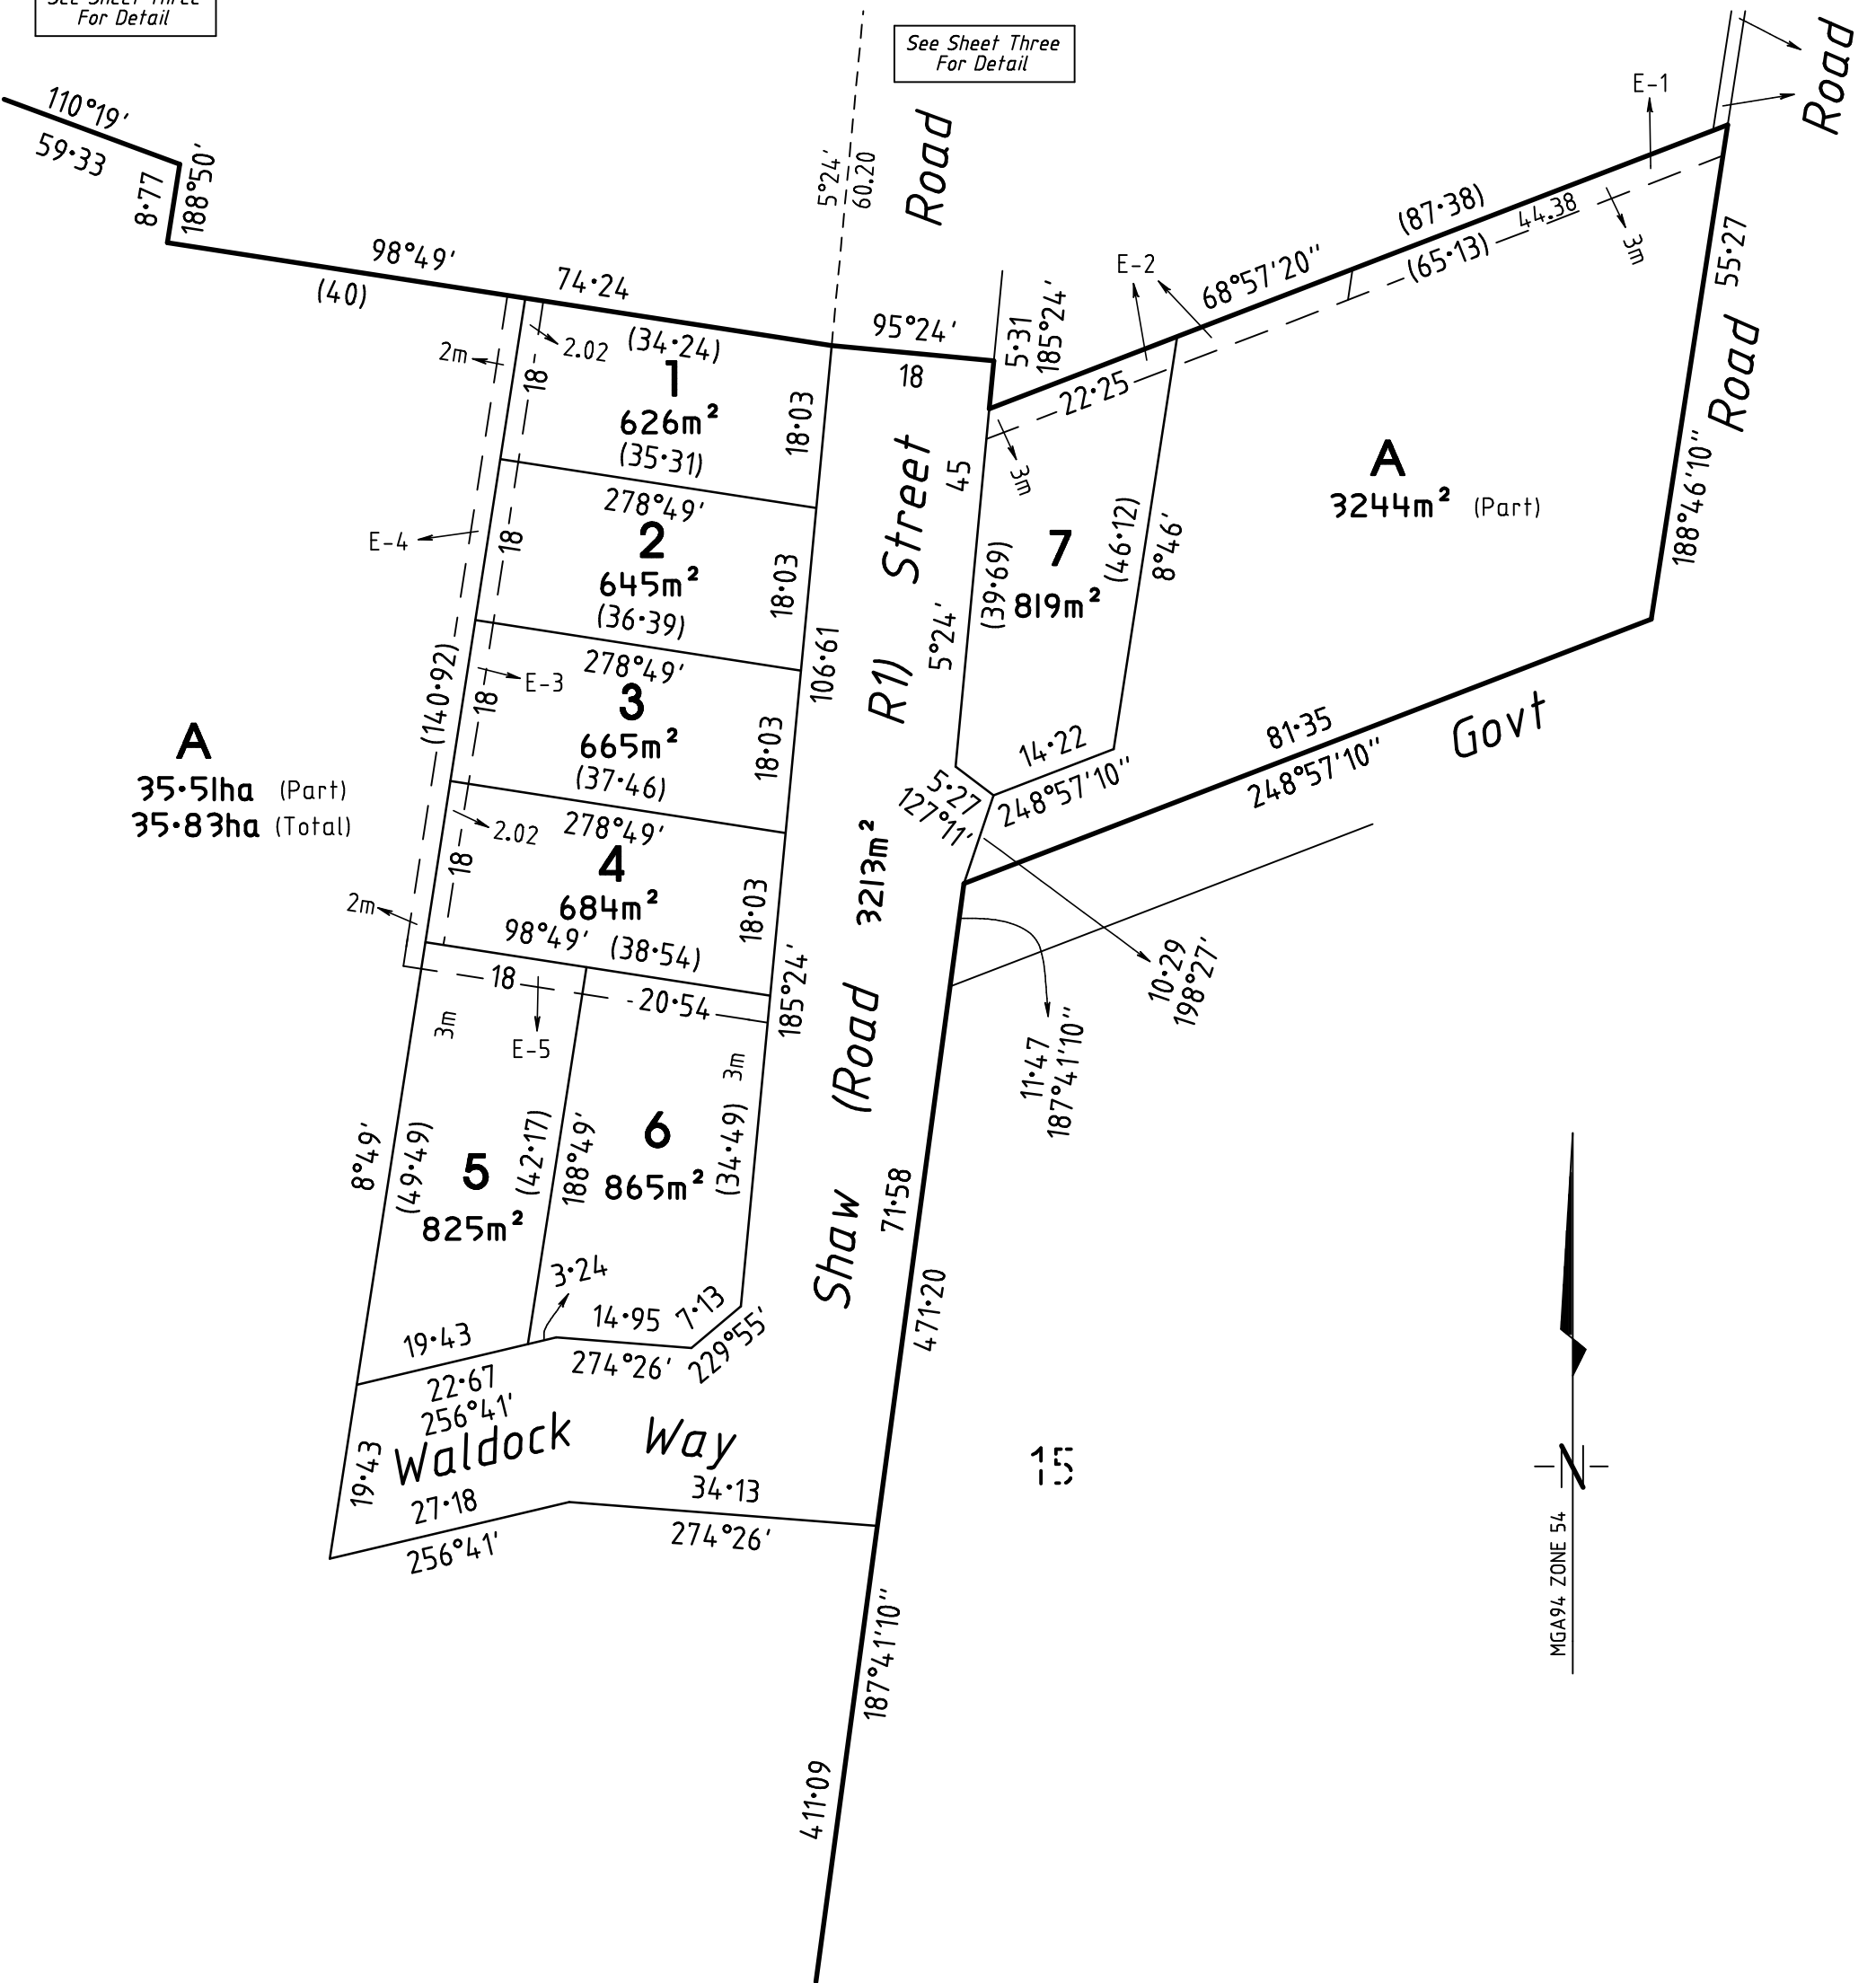 See Sheet Three
For Detail
See Sheet Three
For Detail
Road
Road
E-1
110°19'
59·33
8·77
188°50'
5°24'
60.20
98°49'
(40)
74·24
(34·24)
95°24'
18
5·31
185°24'
E-2
68°57'20"
(87·38)
(65·13)
44.38
3m
55·27
Road
188°46'10"
2m
2.02
18
1
626m²
(35·31)
18·03
22·25
3m
45
Street
A
3244m² (Part)
278°49'
2
645m²
(36·39)
18
18·03
E-4
7
819m²
(39·69)
(46·12)
8°46'
5°24'
278°49'
3
665m²
(37·46)
18
18·03
E-3
(140·92)
106·61
R1)
A
35·51ha (Part)
35·83ha (Total)
14·22
248°57'10"
5·27
127°11'
81·35
248°57'10"
Govt
278°49'
4
684m²
2.02
18
18·03
2m
98°49'
(38·54)
3213m²
18
20·54
185°24'
3m
E-5
3m
(Road
10·29
198°27'
11·47
187°41'10"
8°49'
(49·49)
5
825m²
(42·17)
188°49'
6
865m²
(34·49)
Shaw
71·58
471·20
3·24
14·95
7·13
229°55'
274°26'
19·43
22·67
256°41'
Waldock Way
19·43
27·18
256°41'
34·13
274°26'
15
187°41'10"
411·09
N
MGA94 ZONE 54